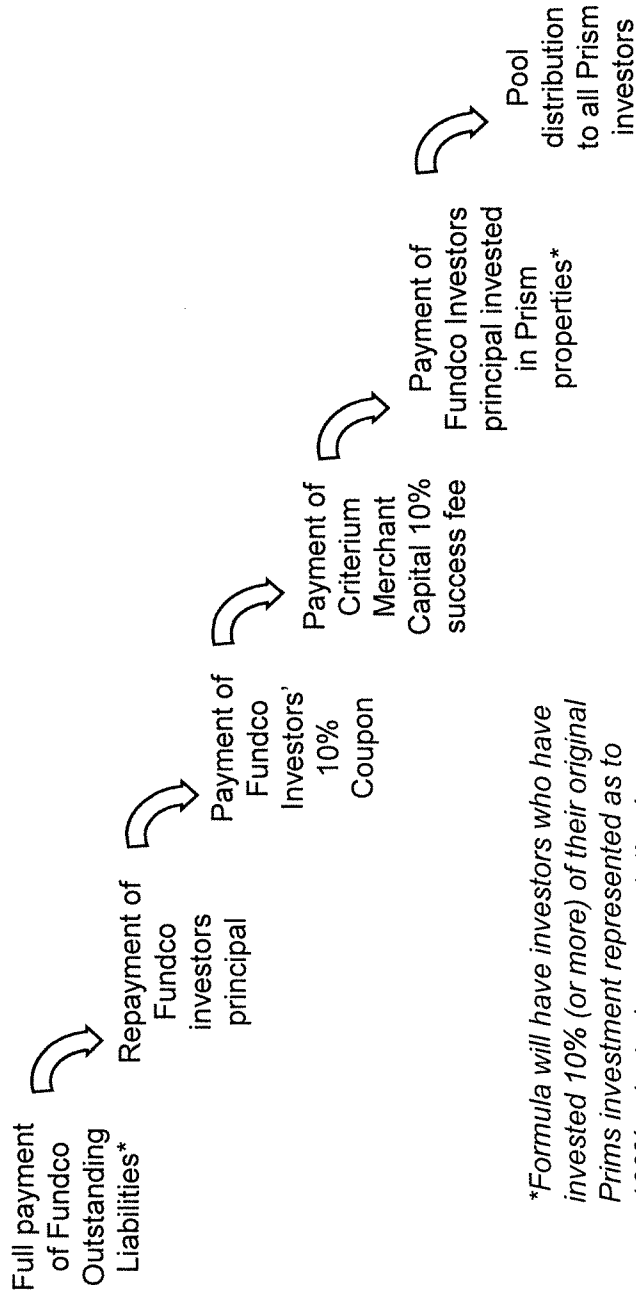 Full payment
of Fundco
Outstanding
Liabilities*
Repayment of
Fundco
investors
principal
Payment of
Fundco
Investors'
10%
Coupon
Payment of
Criterium
Merchant
Capital 10%
success fee
Payment of
Fundco Investors
principal invested
in Prism
properties*
Pool
distribution
to all Prism
investors
*Formula will have investors who have
invested 10% (or more) of their original
Prims investment represented as to